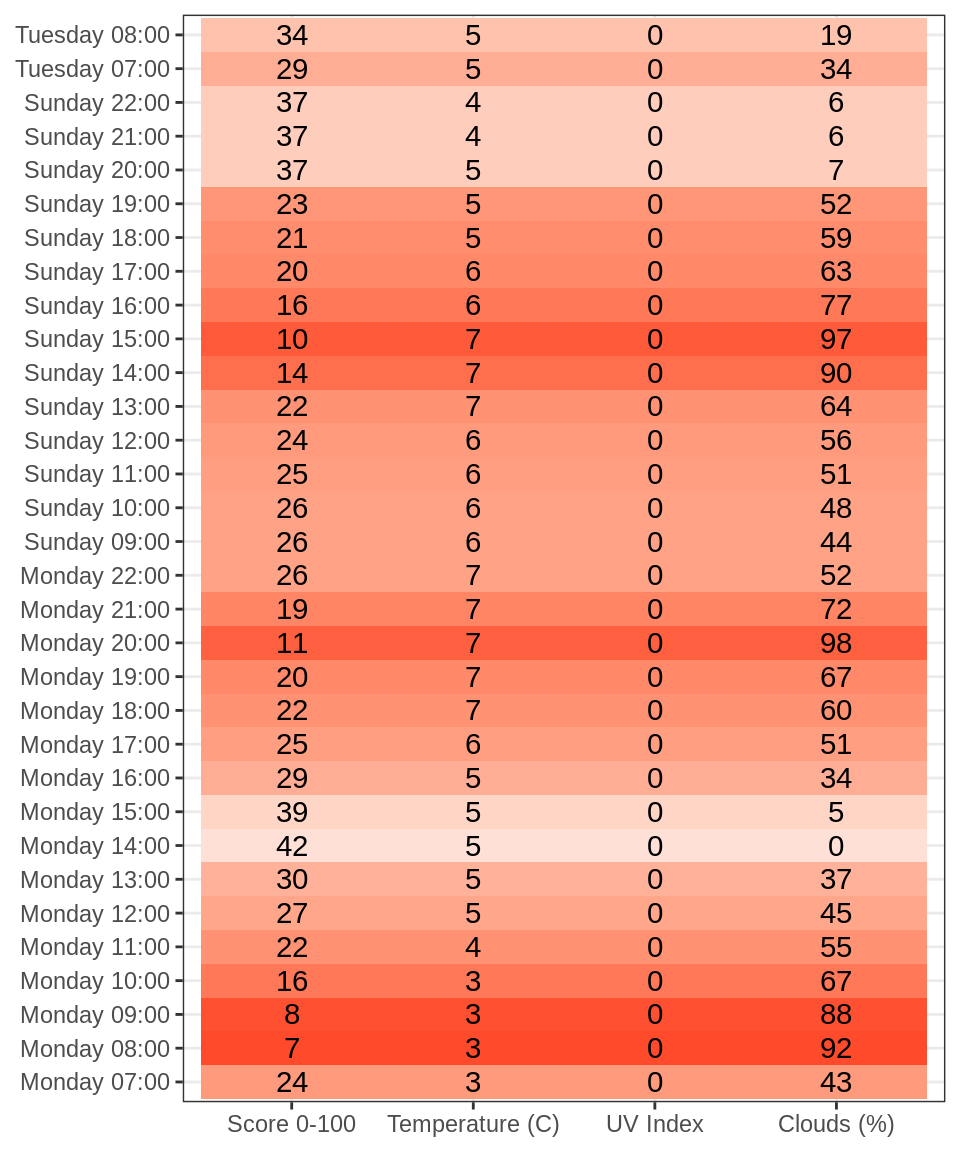 Tuesday 08:00 34 5 0 19
Tuesday 07:00 29 5 0 34
Sunday 22:00 37 4 0 6
Sunday 21:00 37 4 0 6
Sunday 20:00 37 5 0 7
Sunday 19:00 23 5 0 52
Sunday 18:00 21 5 0 59
Sunday 17:00 20 6 0 63
Sunday 16:00 16 6 0 77
Sunday 15:00 10 7 0 97
Sunday 14:00 14 7 0 90
Sunday 13:00 22 7 0 64
Sunday 12:00 24 6 0 56
Sunday 11:00 25 6 0 51
Sunday 10:00 26 6 0 48
Sunday 09:00 26 6 0 44
Monday 22:00 26 7 0 52
Monday 21:00 19 7 0 72
Monday 20:00 11 7 0 98
Monday 19:00 20 7 0 67
Monday 18:00 22 7 0 60
Monday 17:00 25 6 0 51
Monday 16:00 29 5 0 34
Monday 15:00 39 5 0 5
Monday 14:00 42 5 0 0
Monday 13:00 30 5 0 37
Monday 12:00 27 5 0 45
Monday 11:00 22 4 0 55
Monday 10:00 16 3 0 67
Monday 09:00 8 3 0 88
Monday 08:00 7 3 0 92
Monday 07:00 24 3 0 43
Score 0-100 Temperature (C) UV Index Clouds (%)